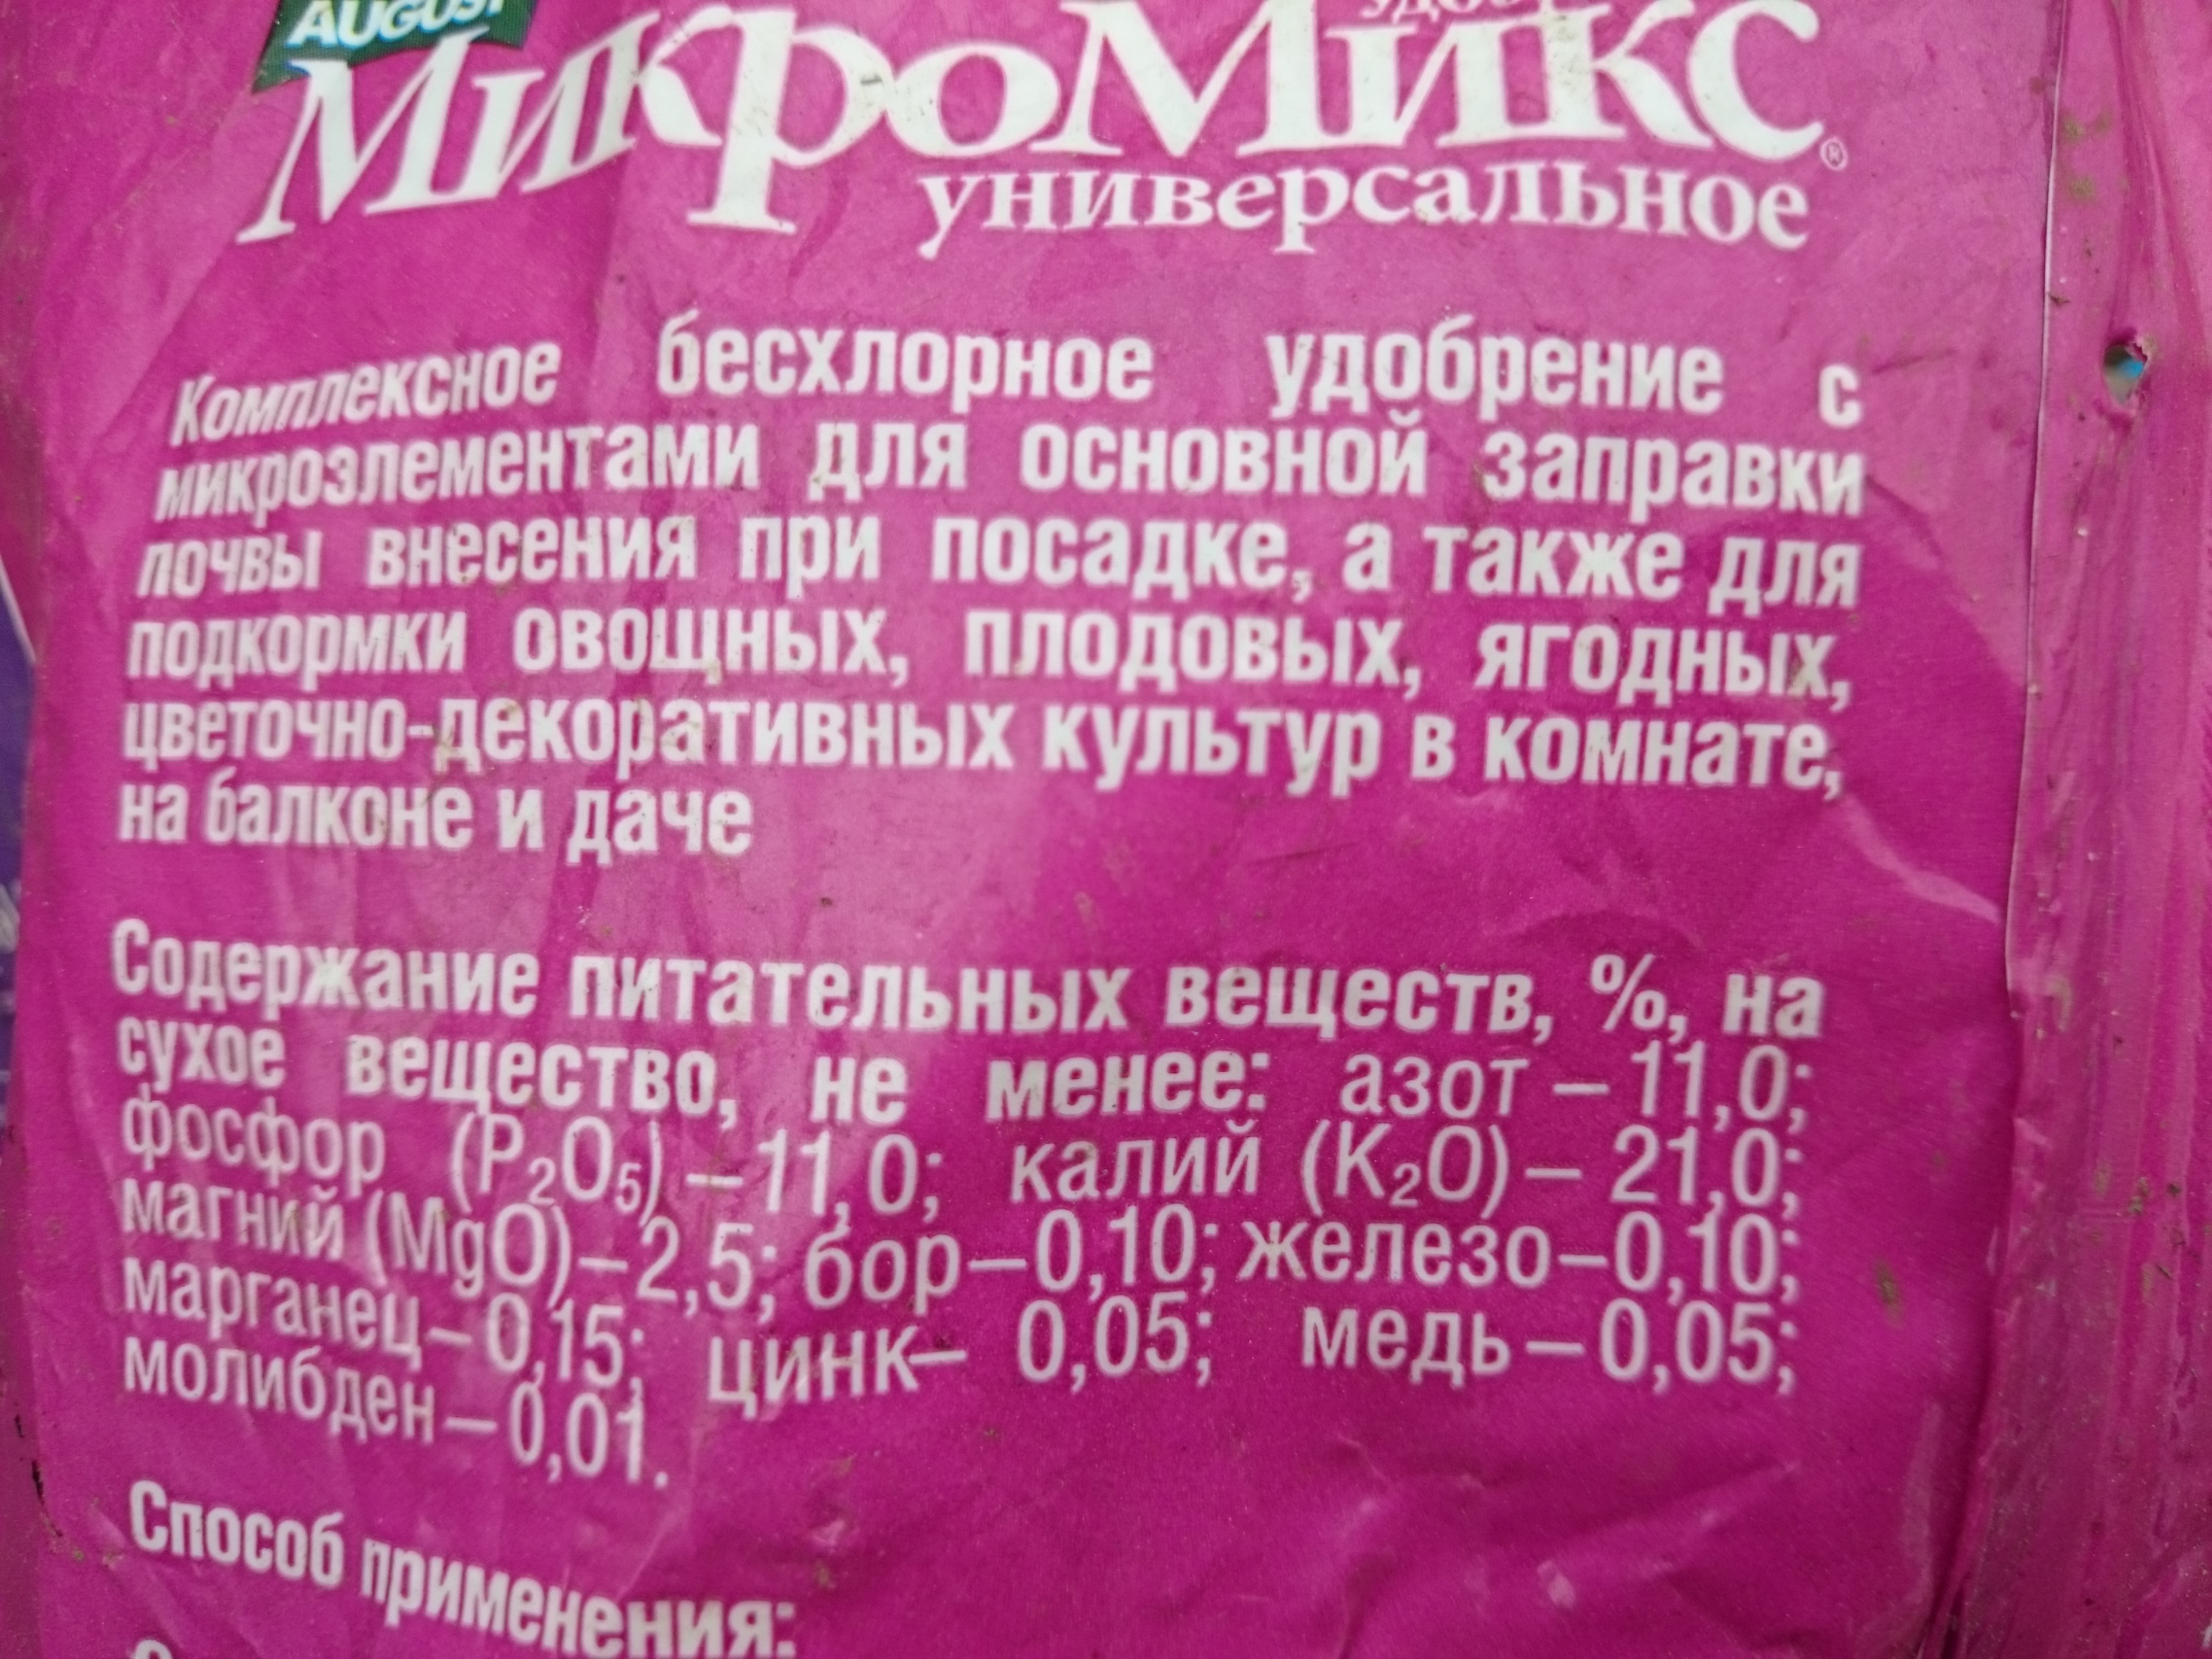 AUGUST
МикроМикс®
универсальное
Комплексное бесхлорное удобрение с
микроэлементами для основной заправки
почвы внесения при посадке, а также для
подкормки овощных, плодовых, ягодных,
цветочно-декоративных культур в комнате,
на балконе и даче
Содержание питательных веществ, %, на
сухое вещество, не менее: азот – 11,0;
фосфор (P₂O₅) – 11,0; калий (K₂O) – 21,0;
магний (MgO) – 2,5; бор – 0,10; железо – 0,10;
марганец – 0,15; цинк – 0,05; медь – 0,05;
молибден – 0,01.
Способ применения: